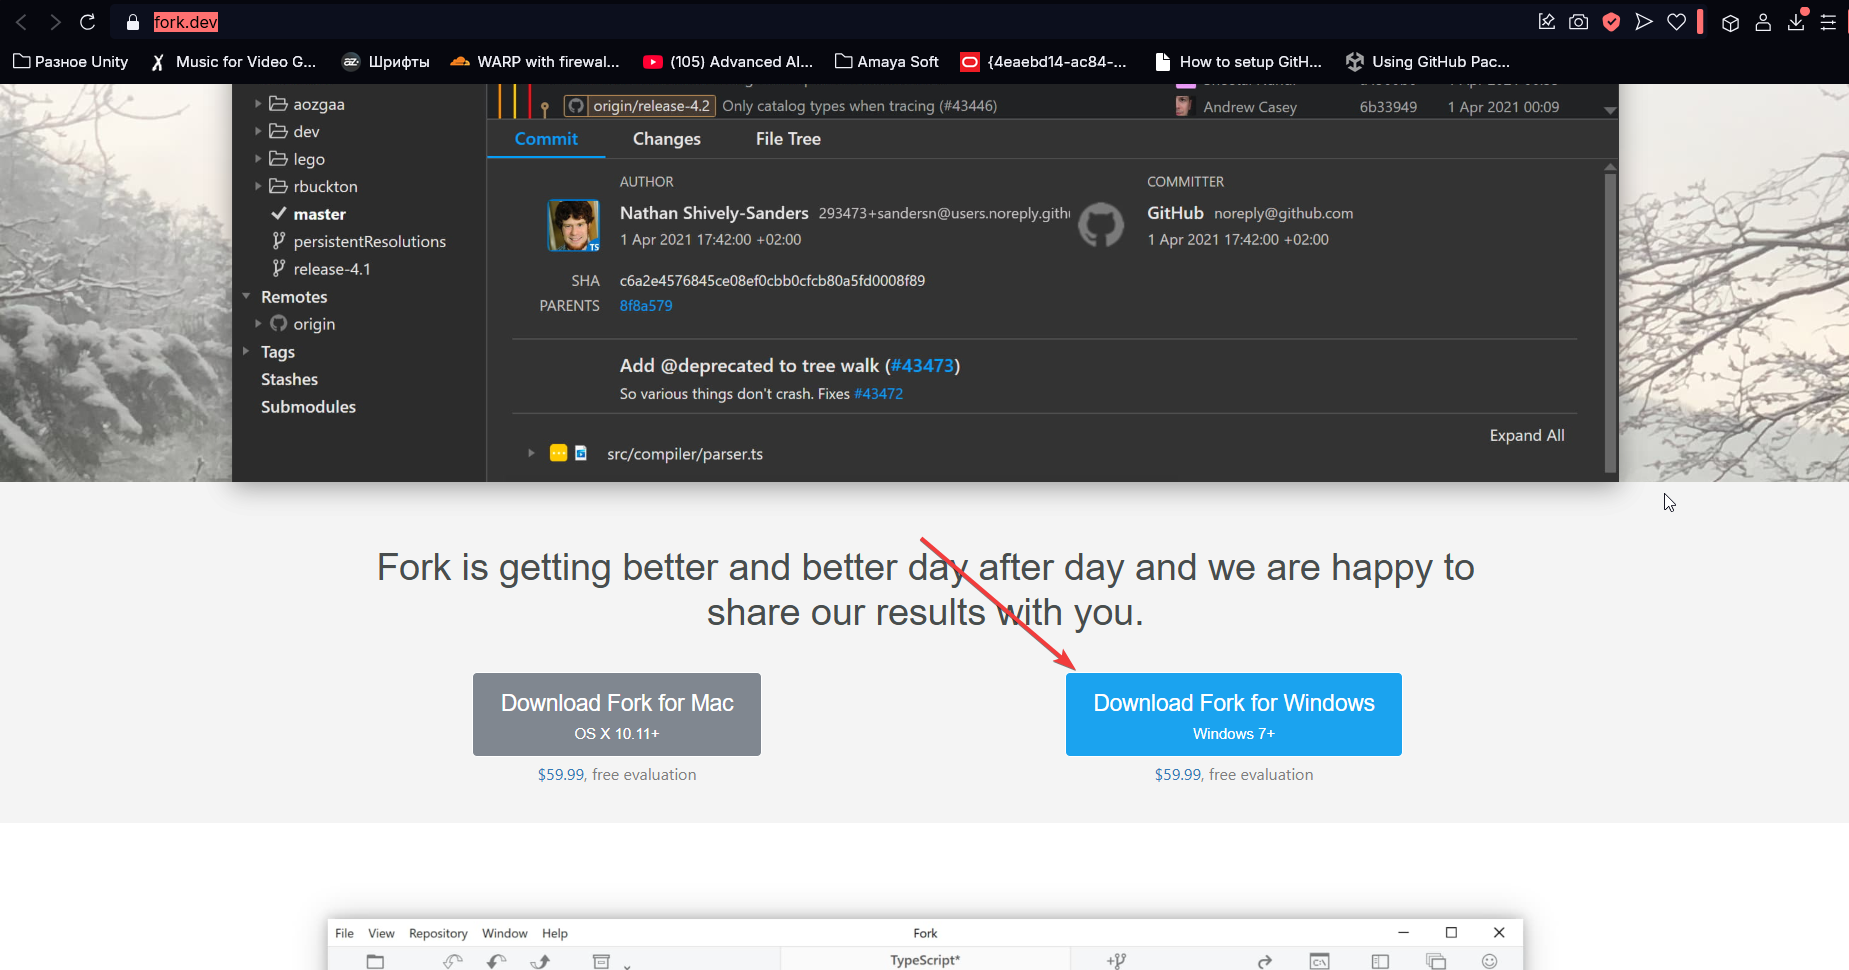 fork.dev
Разное Unity
Music for Video G...
Шрифты
WARP with firewal...
(105) Advanced Al...
Amaya Soft
{4eaebd14-ac84-...
How to setup GitH...
Using GitHub Pac...
aozgaa
dev
lego
rbuckton
master
persistentResolutions
release-4.1
Remotes
origin
Tags
Stashes
Submodules
origin/release-4.2 Only catalog types when tracing (#43446) Andrew Casey 6b33949 1 Apr 2021 00:09
Commit Changes File Tree
AUTHOR
Nathan Shively-Sanders 293473+sandersn@users.noreply.gith
1 Apr 2021 17:42:00 +02:00
TS
COMMITTER
GitHub noreply@github.com
1 Apr 2021 17:42:00 +02:00
SHA c6a2e4576845ce08ef0cbb0cfcb80a5fd0008f89
PARENTS 8f8a579
Add @deprecated to tree walk (#43473)
So various things don't crash. Fixes #43472
Expand All
src/compiler/parser.ts
Fork is getting better and better day after day and we are happy to
share our results with you.
Download Fork for Mac
OS X 10.11+
$59.99, free evaluation
Download Fork for Windows
Windows 7+
$59.99, free evaluation
File View Repository Window Help
Fork
TypeScript*